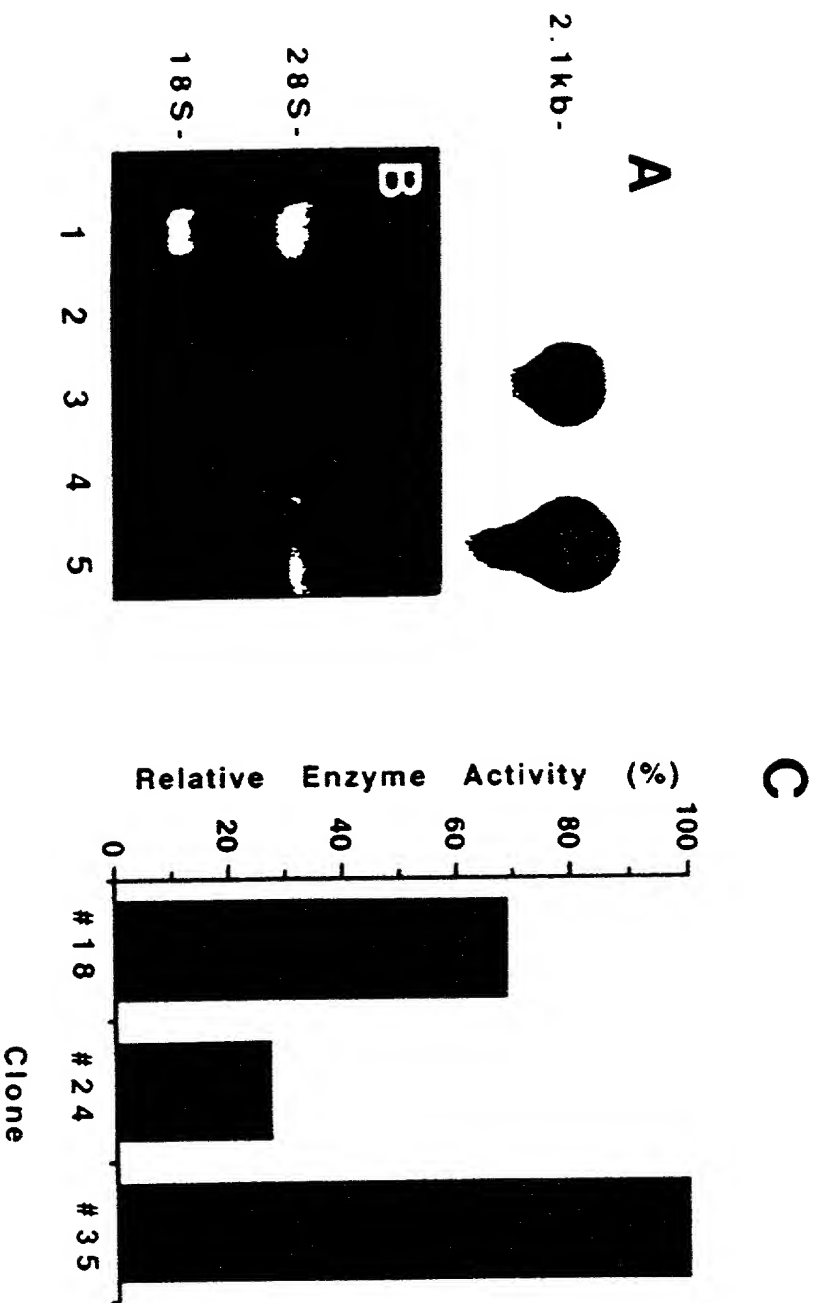 A
2.1kb-
B
28S-
18S-
1 2 3 4 5
C
Relative Enzyme Activity (%)
100
80
60
40
20
0
#18 #24 #35
Clone